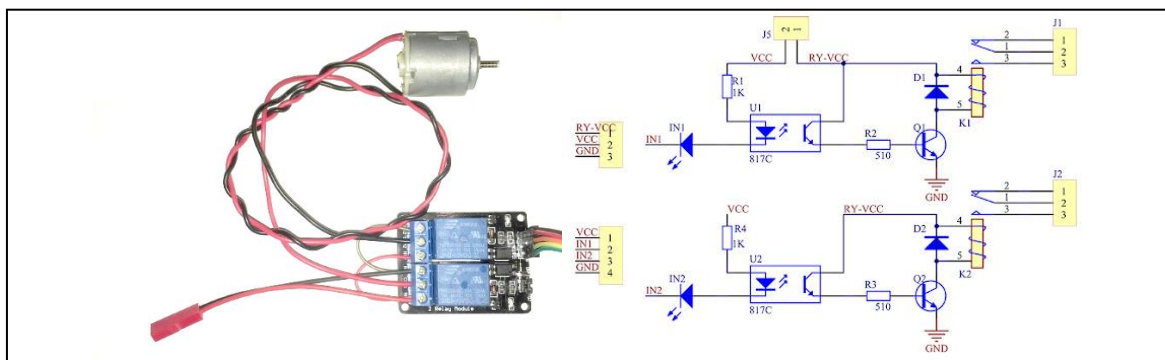 2 Relay Module
J5
2 1
VCC
RY-VCC
R1
1K
U1
IN1
IN1
817C
R2
510
D1
Q1
GND
4
5
K1
2
1
3
J1
1
2
3
RY-VCC 1
VCC 2
GND 3
VCC
RY-VCC
R4
1K
U2
IN2
IN2
817C
R3
510
D2
Q2
GND
4
5
K2
2
1
3
J2
1
2
3
VCC 1
IN1 2
IN2 3
GND 4